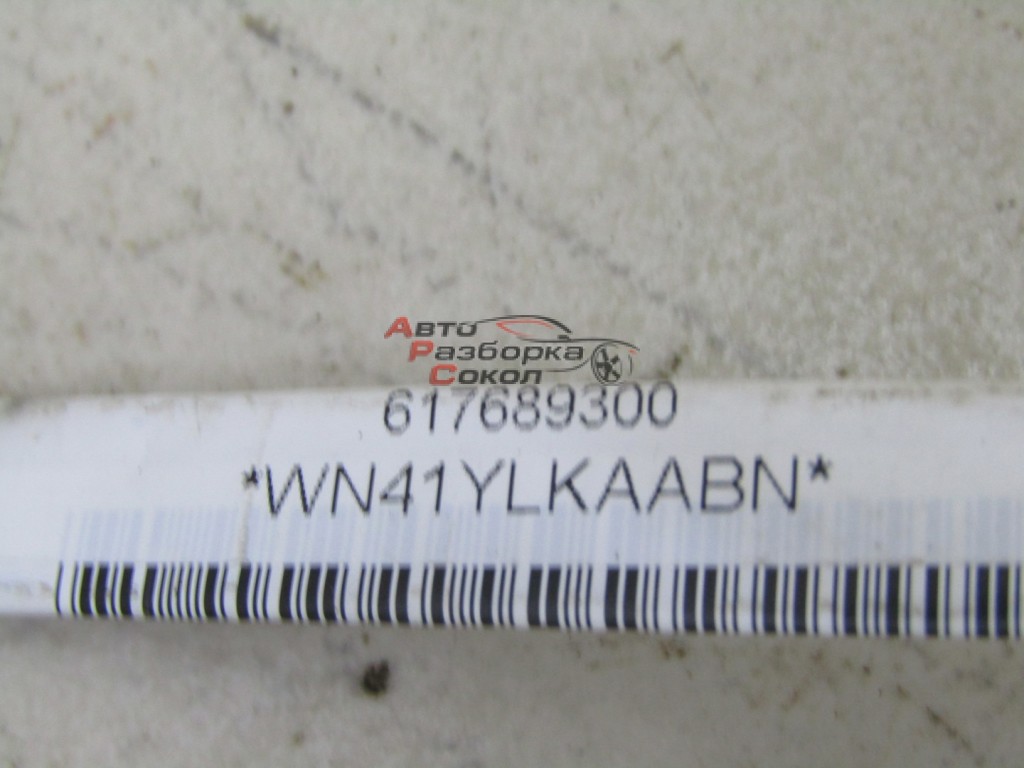 Авто
Разборка
Сокол
617689300
*WN41YLKAABN*